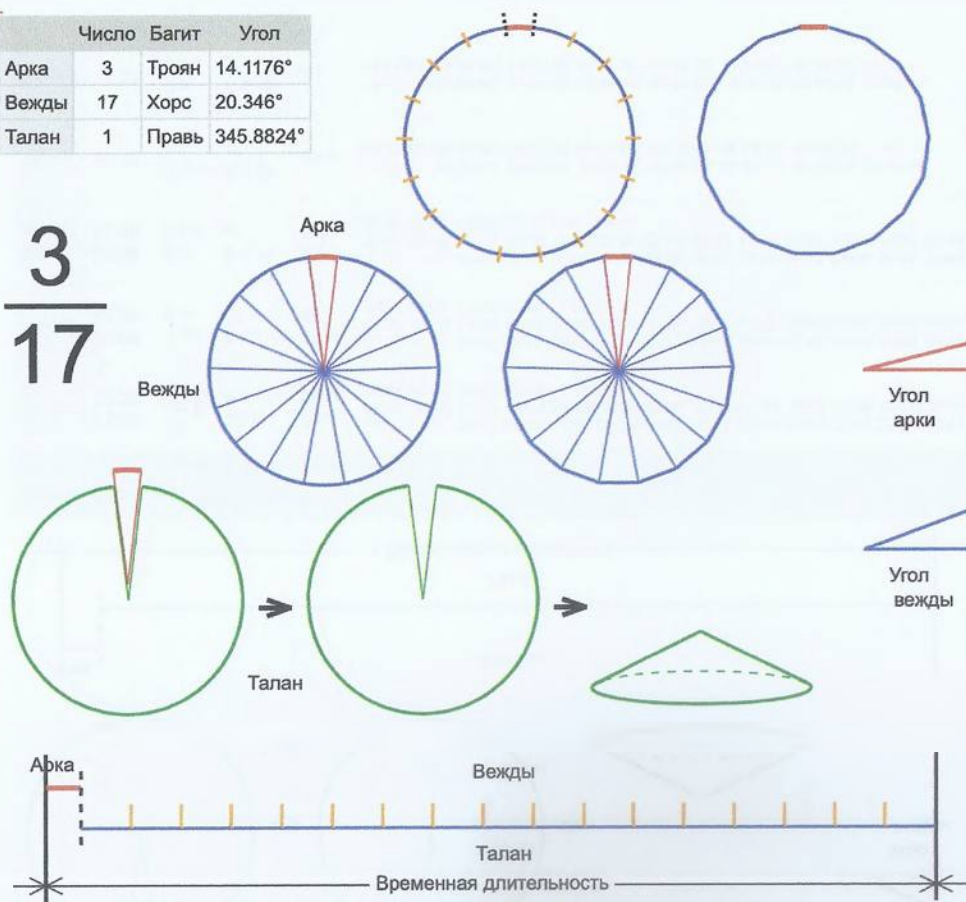 Число Багит Угол
Арка 3 Троян 14.1176°
Вежды 17 Хорс 20.346°
Талан 1 Правь 345.8824°
3
17
Арка
Вежды
Угол
арки
Угол
вежды
Талан
Арка
Вежды
Талан
Временная длительность